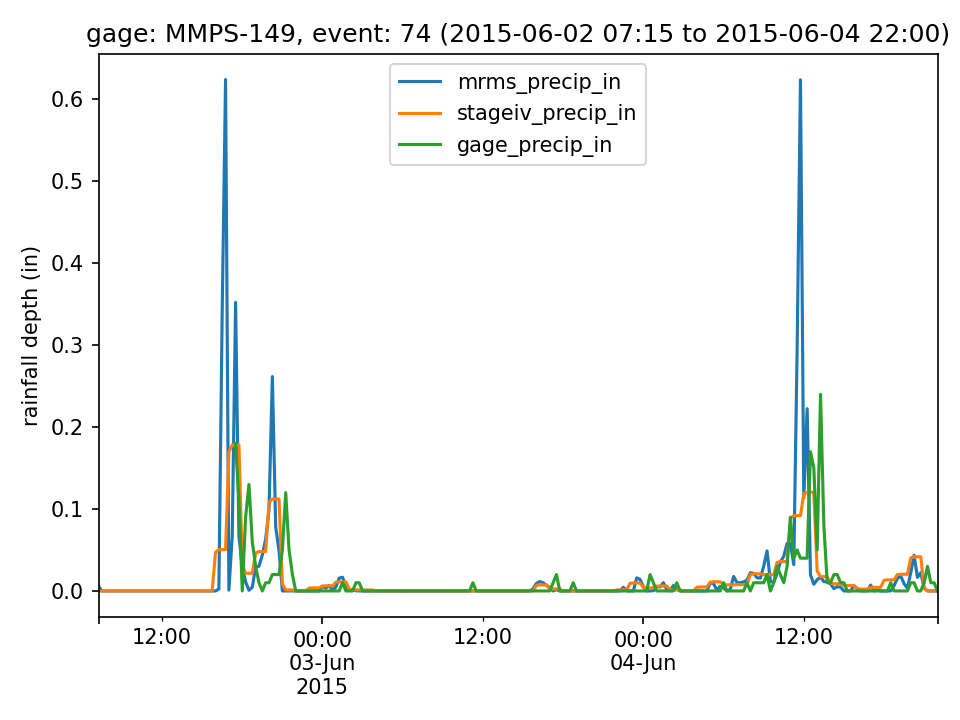 gage: MMPS-149, event: 74 (2015-06-02 07:15 to 2015-06-04 22:00)
mrms_precip_in
stageiv_precip_in
gage_precip_in
rainfall depth (in)
0.6
0.5
0.4
0.3
0.2
0.1
0.0
12:00
00:00
03-Jun
2015
12:00
00:00
04-Jun
12:00